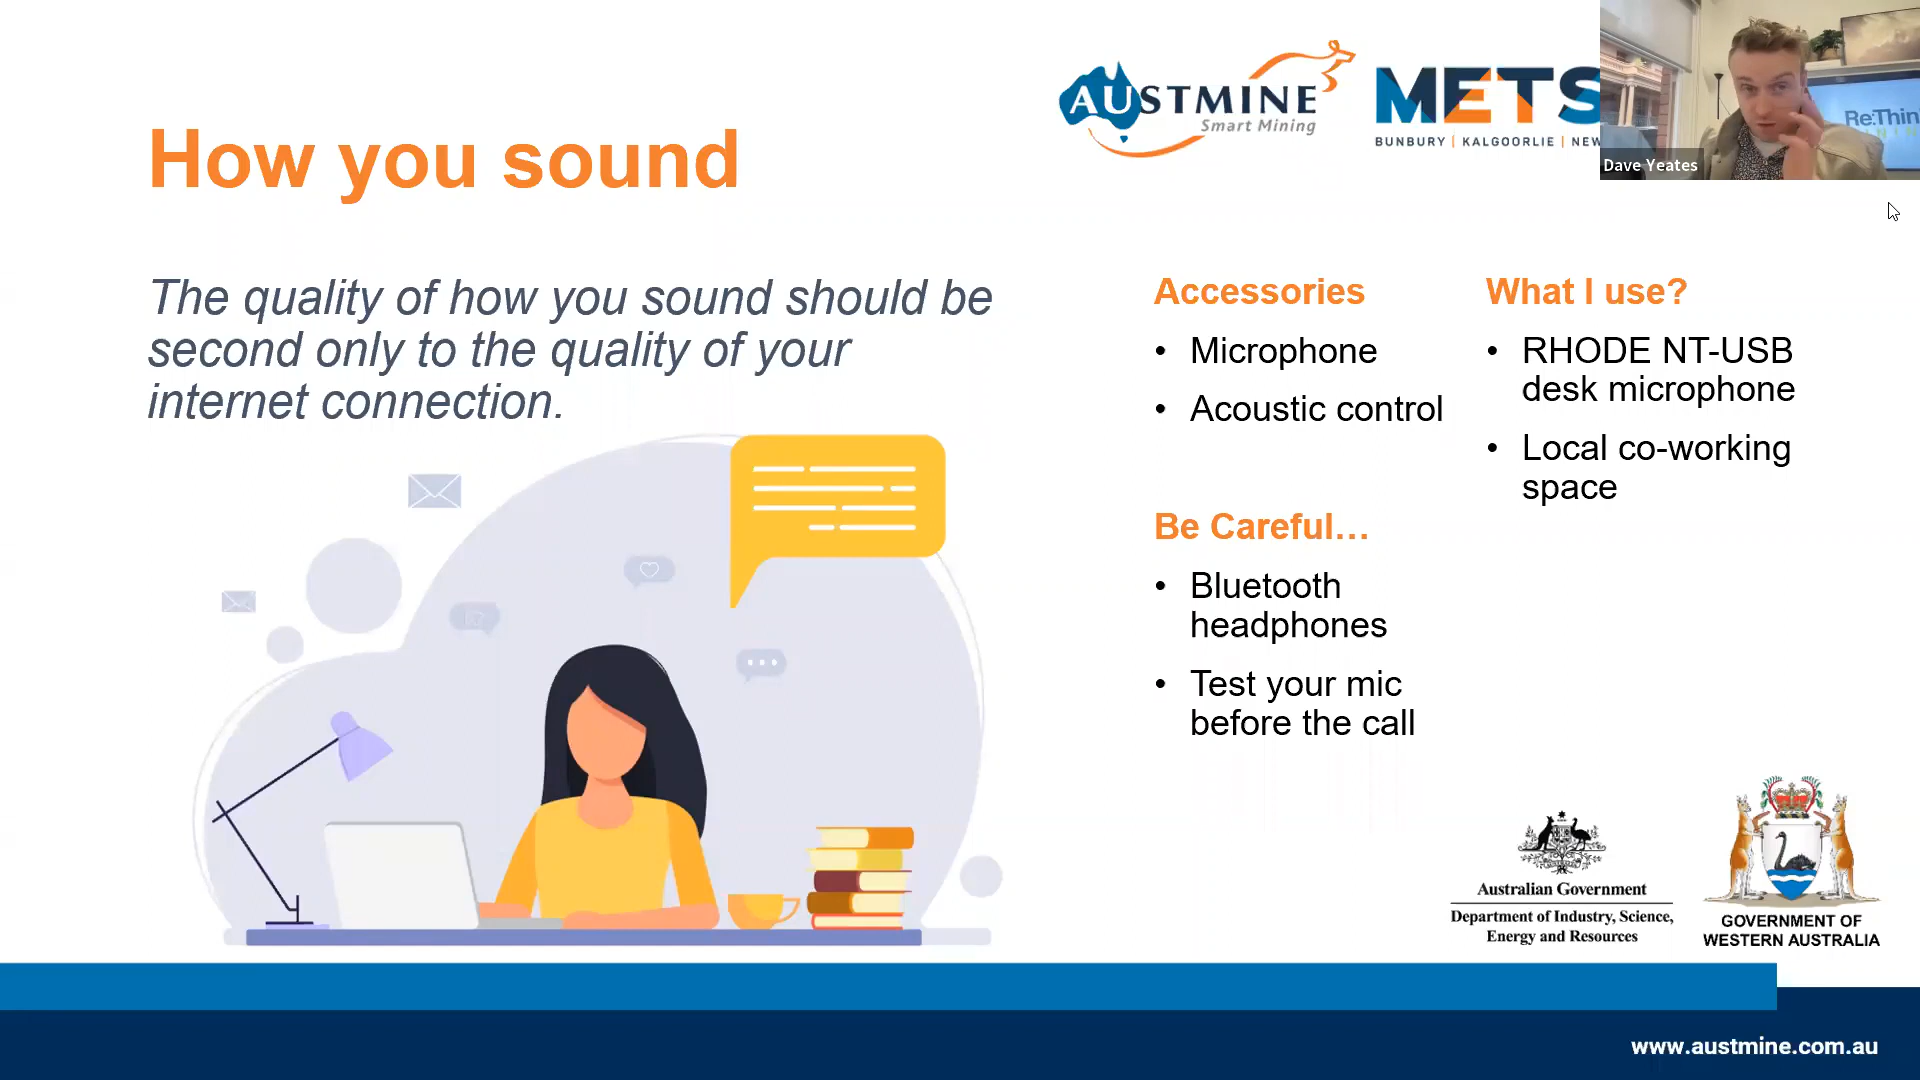 AUSTMINE
Smart Mining
METS
BUNBURY | KALGOORLIE | NEW
Re:Thin
Dave Yeates
How you sound
The quality of how you sound should be
second only to the quality of your
internet connection.
Accessories
• Microphone
• Acoustic control
What I use?
• RHODE NT-USB
desk microphone
• Local co-working
space
Be Careful…
• Bluetooth
headphones
• Test your mic
before the call
Australian Government
Department of Industry, Science,
Energy and Resources
GOVERNMENT OF
WESTERN AUSTRALIA
www.austmine.com.au